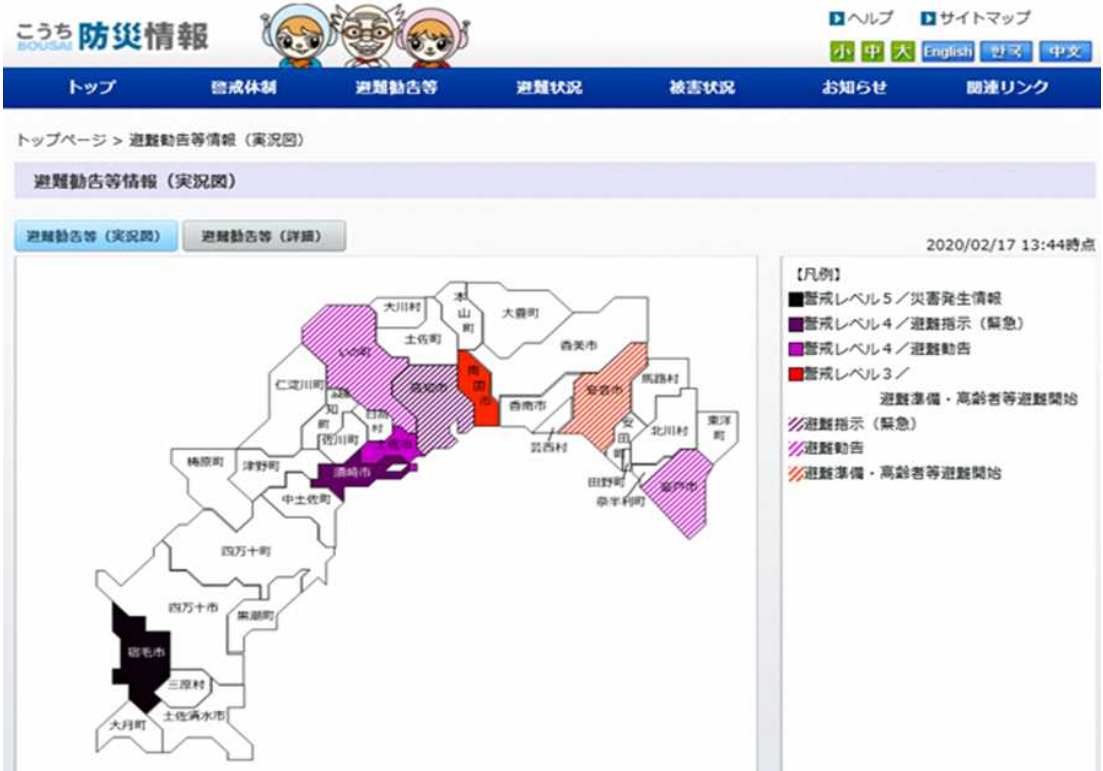 こうち防災情報
BOUSAI
ヘルプ サイトマップ
小 中 大 English 한국 中文
トップ 警戒体制 避難勧告等 避難状況 被害状況 お知らせ 関連リンク
トップページ > 避難勧告等情報（実況図）
避難勧告等情報（実況図）
避難勧告等（実況図） 避難勧告等（詳細）
2020/02/17 13:44時点
【凡例】
■警戒レベル５／災害発生情報
■警戒レベル４／避難指示（緊急）
■警戒レベル４／避難勧告
■警戒レベル３／
避難準備・高齢者等避難開始
避難指示（緊急）
避難勧告
避難準備・高齢者等避難開始
大川村
本山町
大豊町
土佐町
いの町
香美市
仁淀川町
高知市
南国市
安芸市
馬路村
越知町
日高村
香南市
佐川町
土佐市
芸西村
安田町
北川村
東洋町
梼原町
津野町
須崎市
田野町
奈半利町
室戸市
中土佐町
四万十町
四万十市
黒潮町
宿毛市
三原村
大月町
土佐清水市